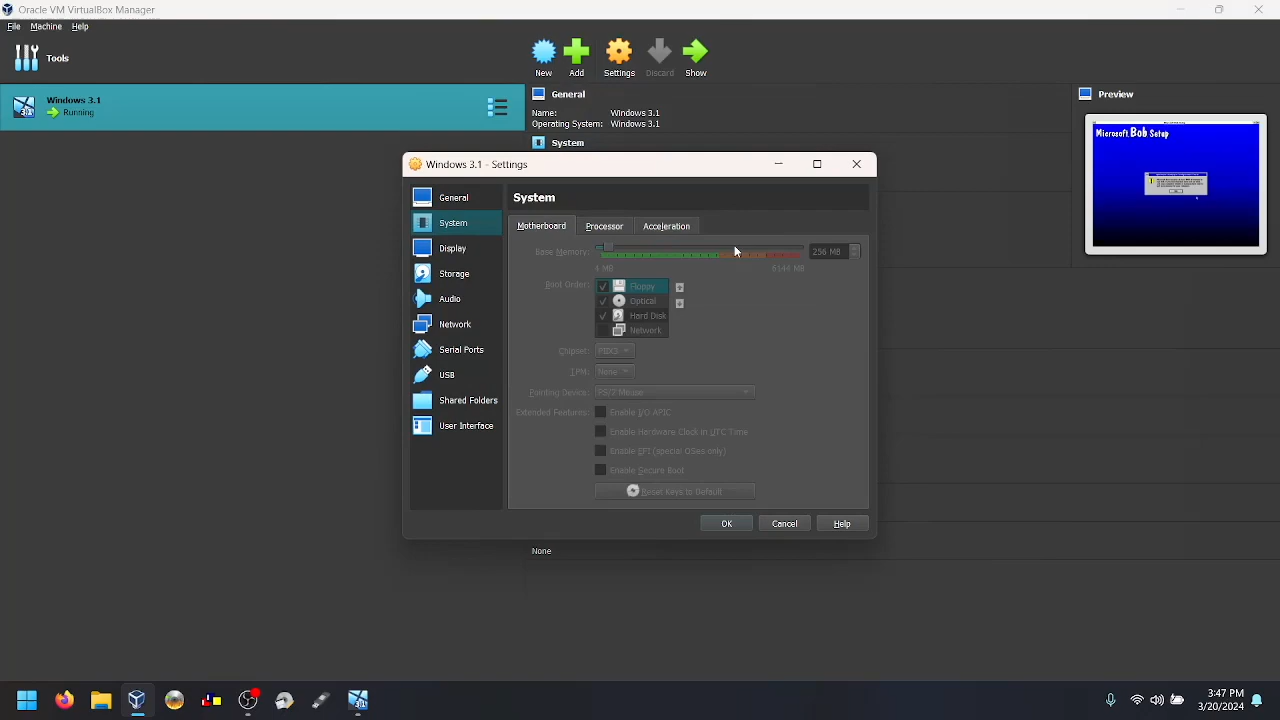 Oracle VM VirtualBox Manager
File Machine Help
Tools
New Add Settings Discard Show
Windows 3.1
Running
General
Name: Windows 3.1
Operating System: Windows 3.1
System
Preview
Microsoft Bob Setup
Windows 3.1 - Settings
General
System
Display
Storage
Audio
Network
Serial Ports
USB
Shared Folders
User Interface
System
Motherboard Processor Acceleration
Base Memory: 256 MB
4 MB 6144 MB
Boot Order: Floppy
Optical
Hard Disk
Network
Chipset: PIIX3
TPM: None
Pointing Device: PS/2 Mouse
Extended Features: Enable I/O APIC
Enable Hardware Clock in UTC Time
Enable EFI (special OSes only)
Enable Secure Boot
Reset Keys to Default
OK Cancel Help
None
3:47 PM
3/20/2024